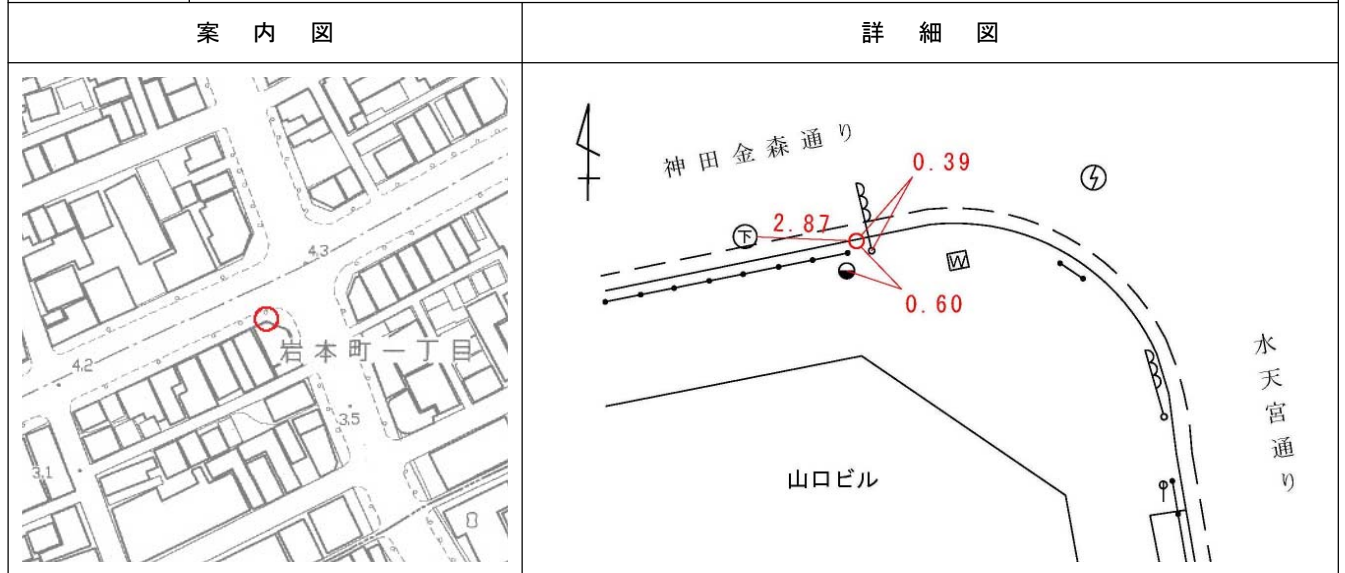 案内図
詳細図
4.3
岩本町一丁目
4.2
3.5
3.1
神田金森通り
0.39
2.87
下
0.60
W
水天宮通り
山口ビル